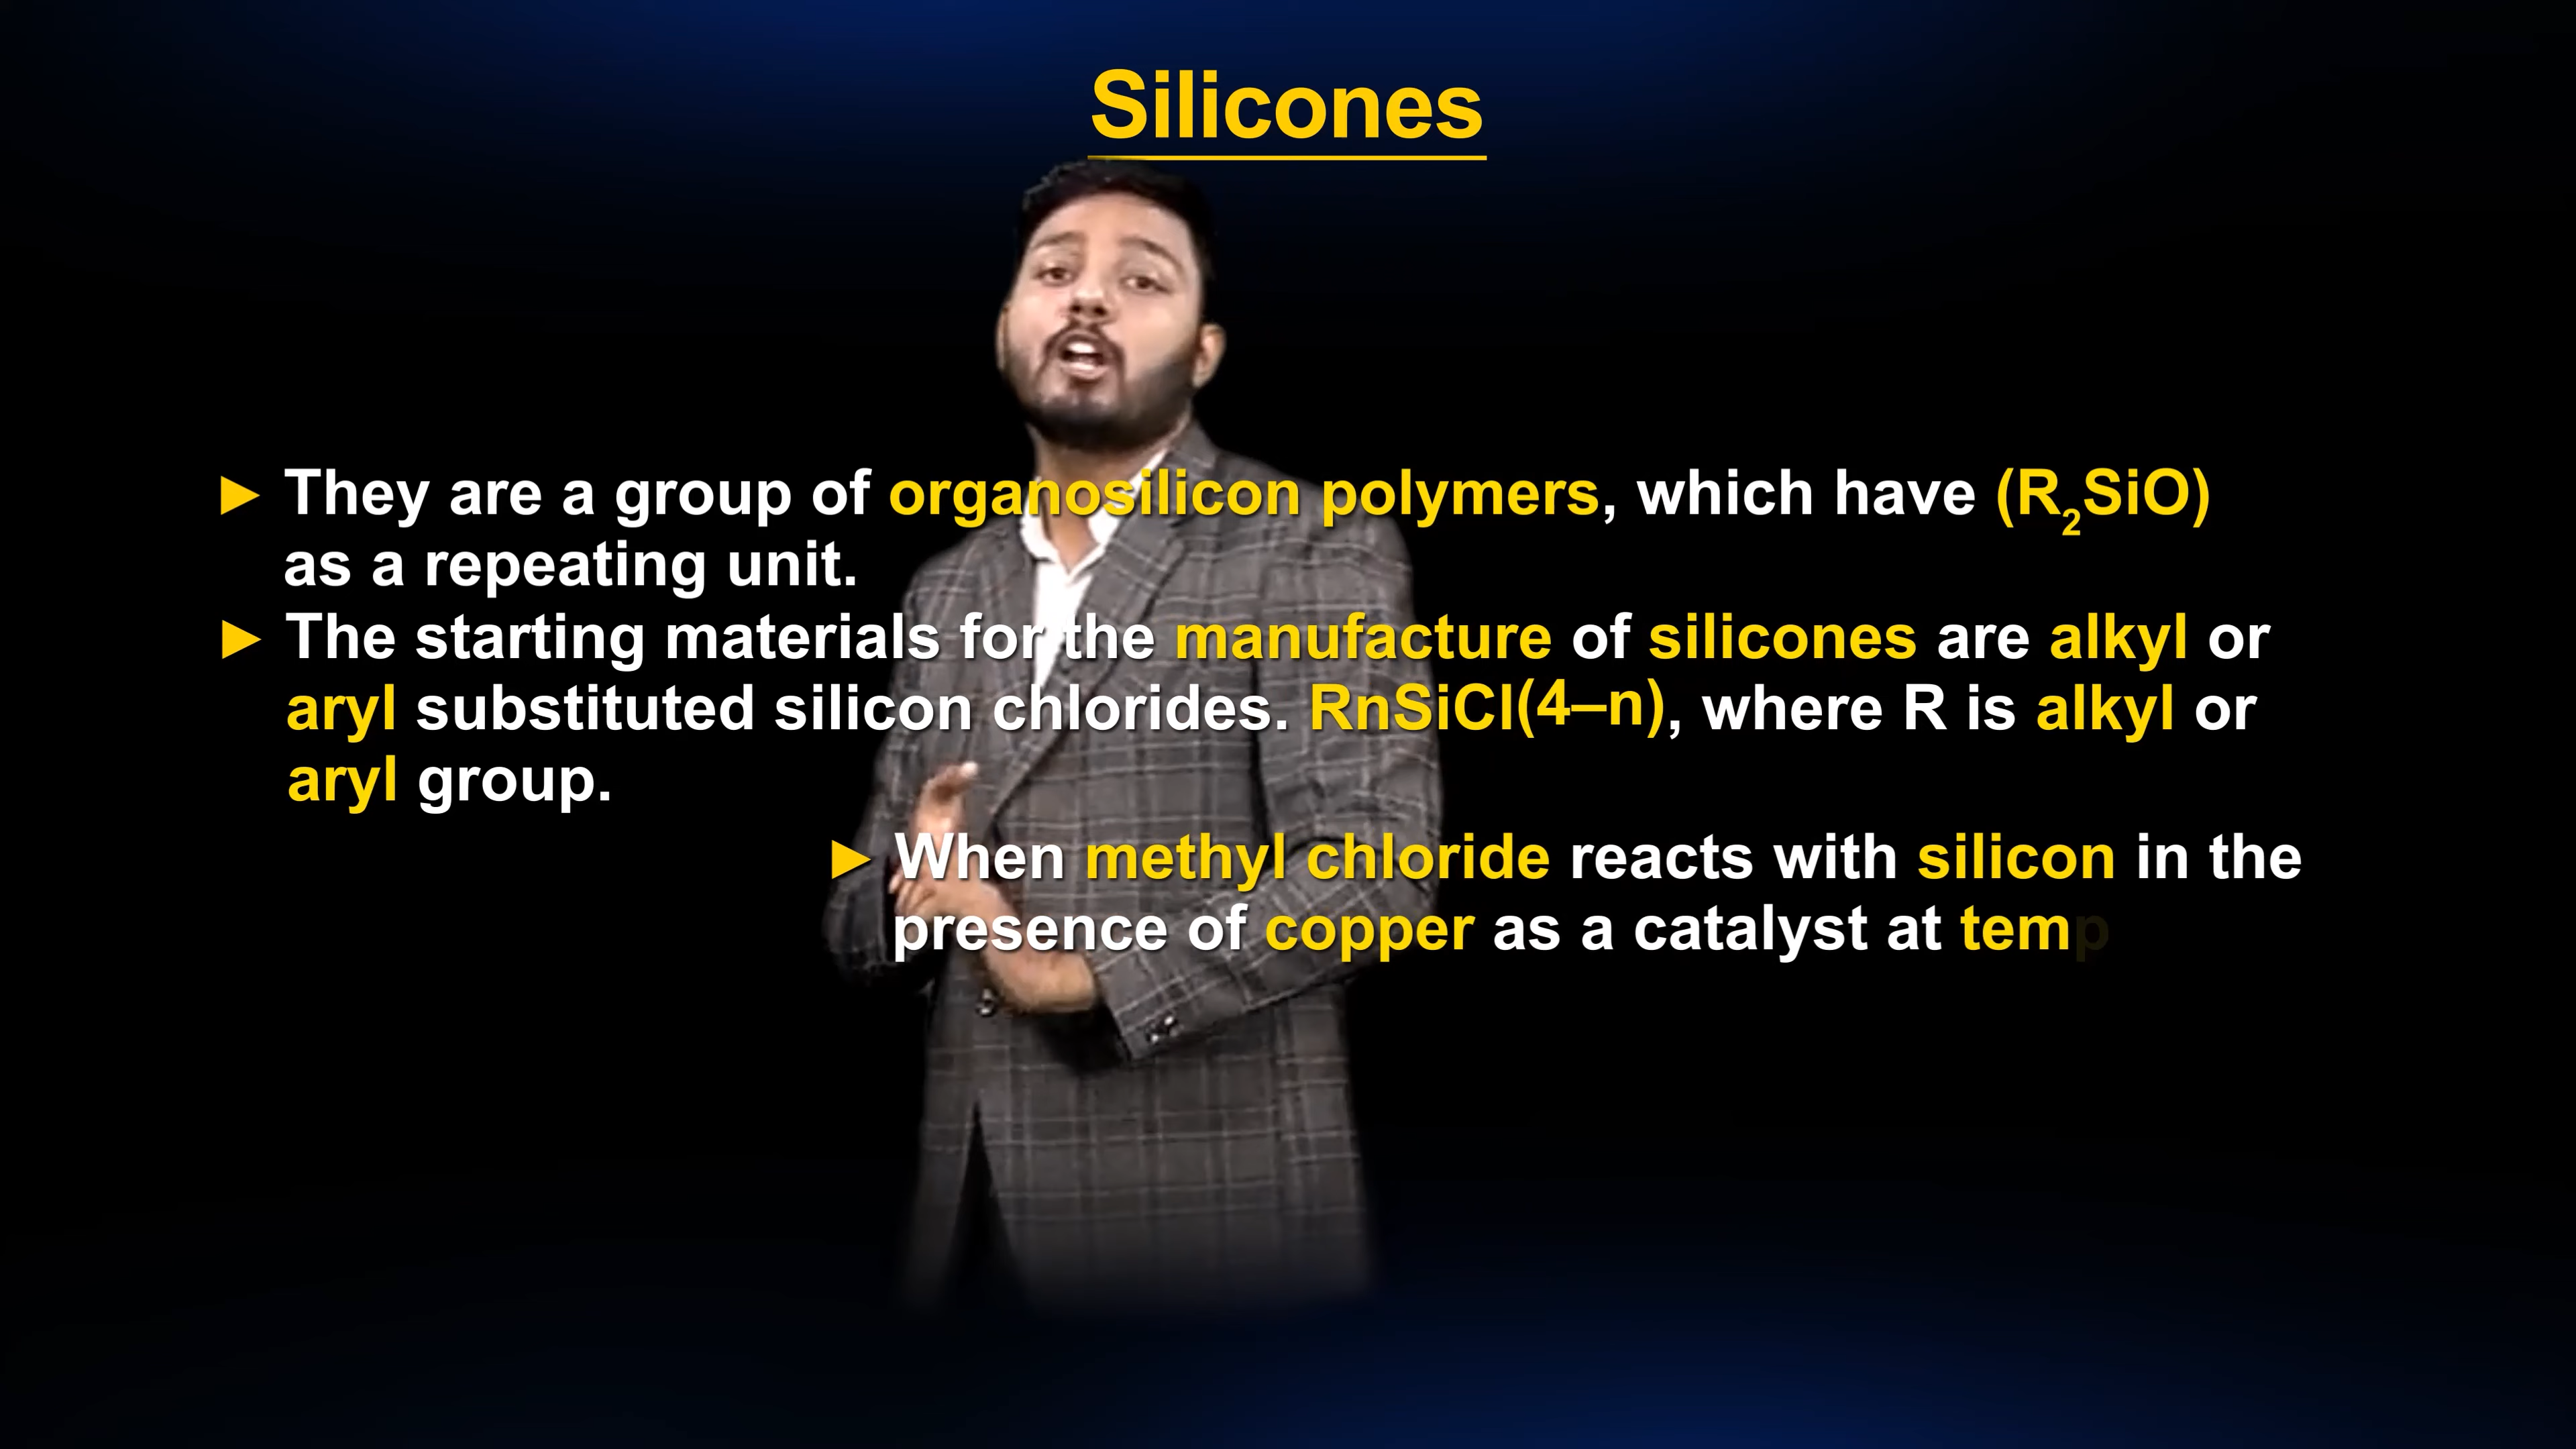 Silicones
► They are a group of organosilicon polymers, which have (R₂SiO)
as a repeating unit.
► The starting materials for the manufacture of silicones are alkyl or
aryl substituted silicon chlorides. RnSiCl(4–n), where R is alkyl or
aryl group.
► When methyl chloride reacts with silicon in the
presence of copper as a catalyst at temp